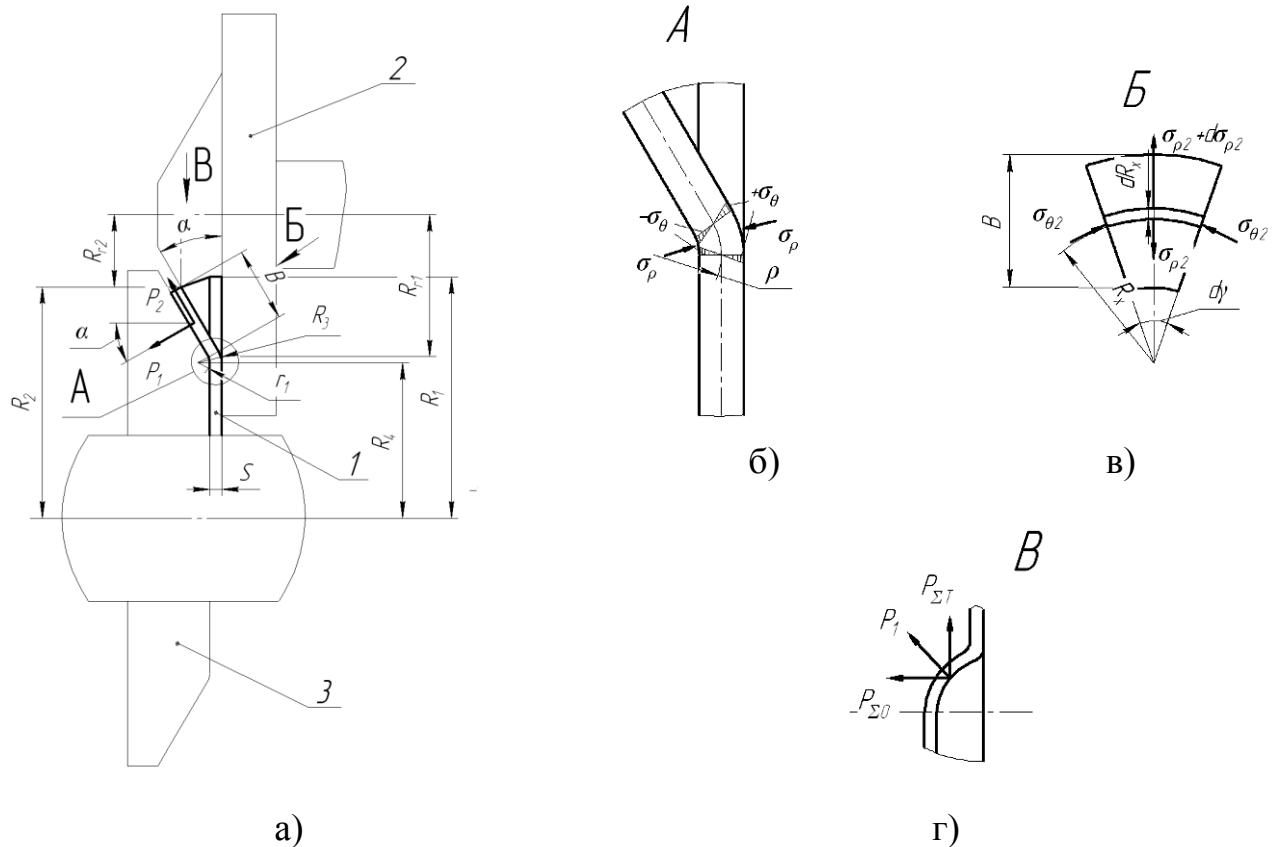 2
В
α
Б
R_r2
R_r1
B
P_2
R_3
α
P_1
А
r_1
R_2
R_4
R_1
1
S
3
а)
А
+σ_θ
-σ_θ
σ_ρ
σ_ρ
ρ
б)
Б
σ_ρ2 +dσ_ρ2
dR_x
B
σ_θ2
σ_θ2
σ_ρ2
R_x
dγ
в)
В
P_ΣT
P_1
P_ΣO
г)